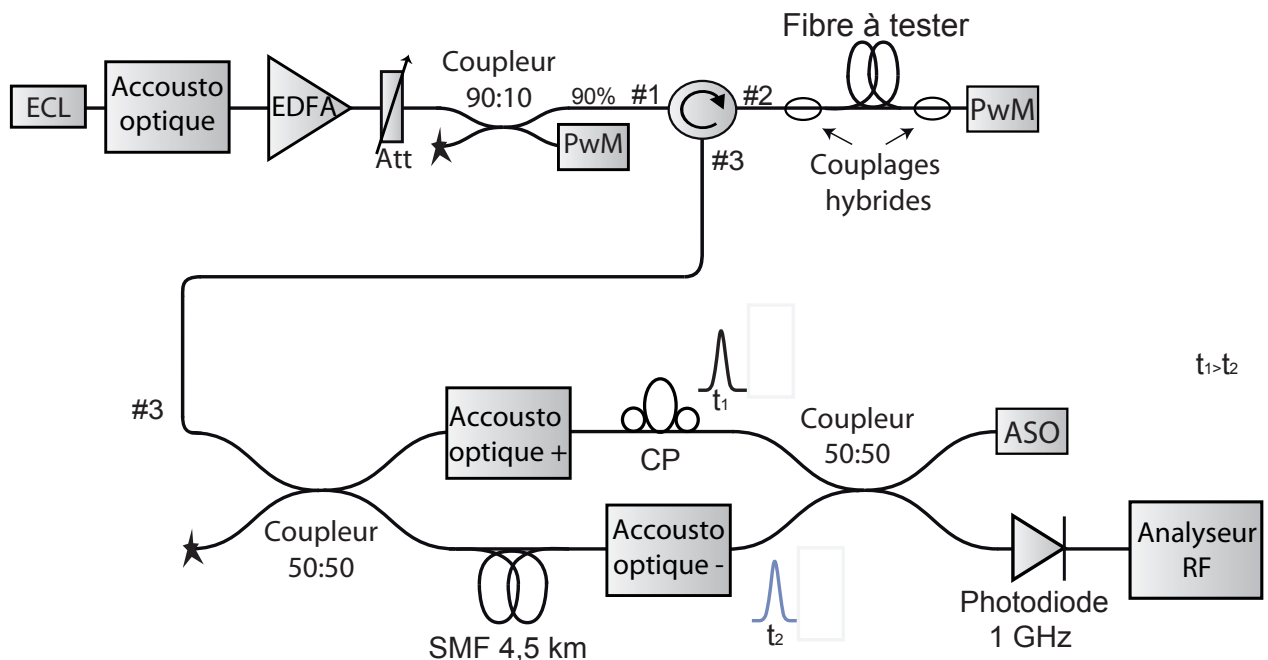 Fibre à tester
ECL
Accousto
optique
EDFA
Att
Coupleur
90:10
90%
#1
PwM
#2
#3
PwM
Couplages
hybrides
t1>t2
#3
Accousto
optique +
t1
CP
Coupleur
50:50
ASO
Coupleur
50:50
SMF 4,5 km
Accousto
optique -
t2
Photodiode
1 GHz
Analyseur
RF